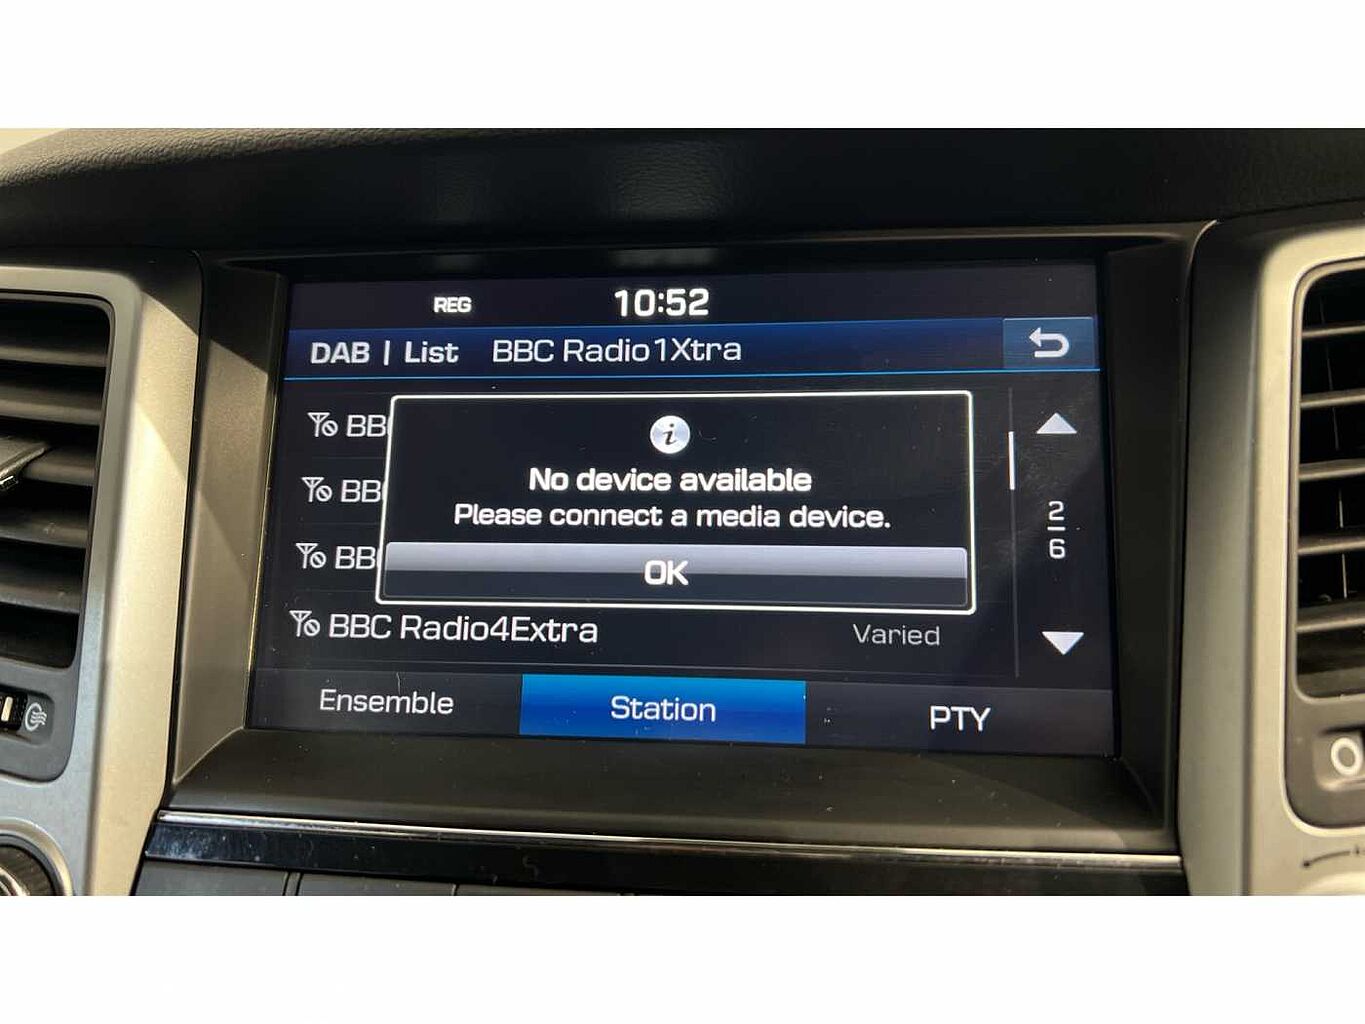 REG 10:52
DAB | List BBC Radio1Xtra
No device available
Please connect a media device.
OK
BBC Radio4Extra Varied
2
6
Ensemble Station PTY